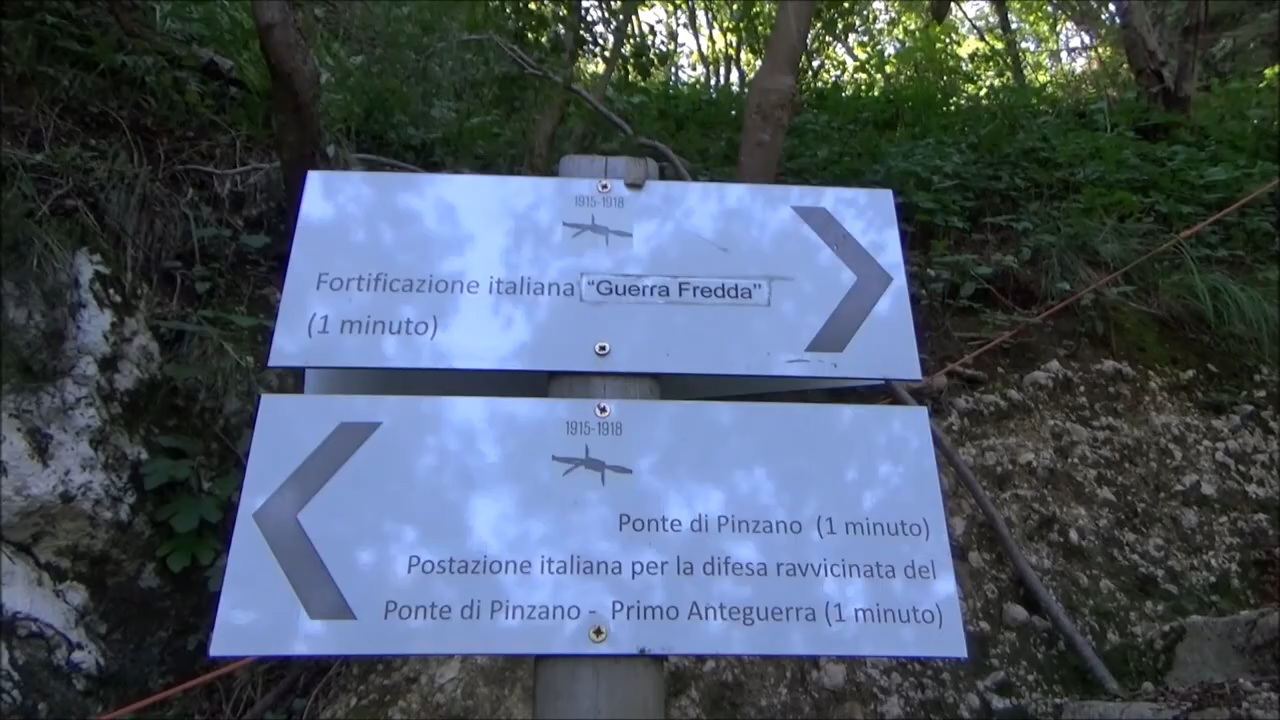 1915-1918
Fortificazione italiana “Guerra Fredda”
(1 minuto)
1915-1918
Ponte di Pinzano (1 minuto)
Postazione italiana per la difesa ravvicinata del
Ponte di Pinzano - Primo Anteguerra (1 minuto)